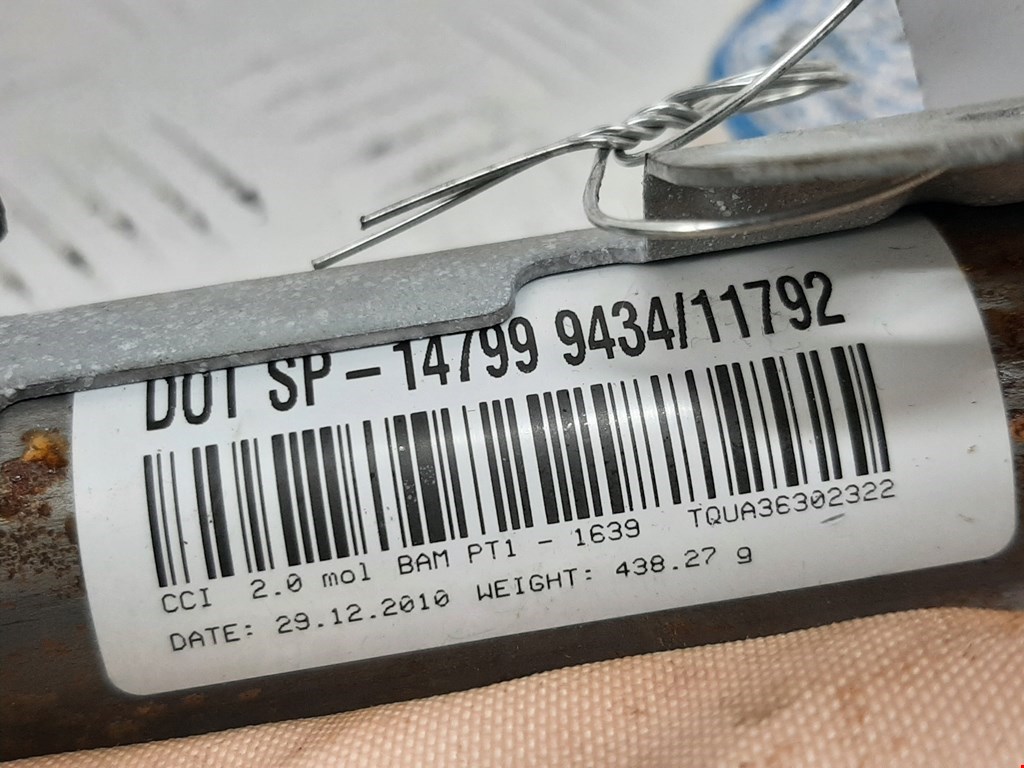 DOT SP - 14799 9434/11792
CCI 2.0 mol BAM PT1 - 1639 TQUA36302322
DATE: 29.12.2010 WEIGHT: 438.27 g